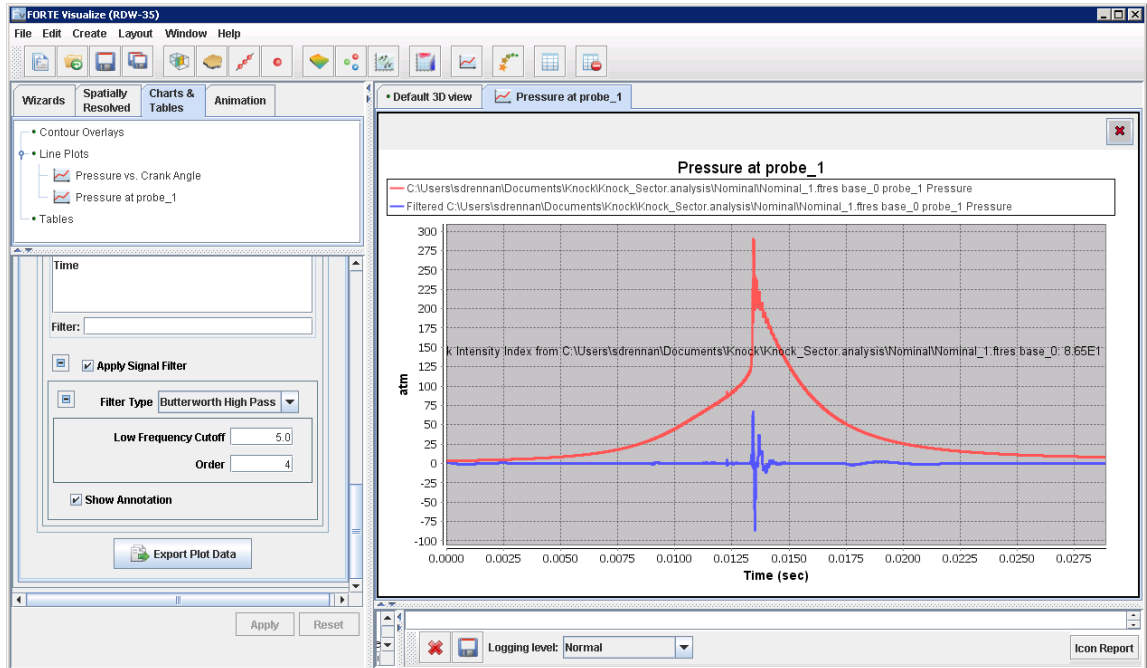 FORTE Visualize (RDW-35)
File Edit Create Layout Window Help
Wizards
Spatially Resolved
Charts & Tables
Animation
Contour Overlays
Line Plots
Pressure vs. Crank Angle
Pressure at probe_1
Tables
Time
Filter:
Apply Signal Filter
Filter Type Butterworth High Pass
Low Frequency Cutoff 5.0
Order 4
Show Annotation
Export Plot Data
Apply Reset
Default 3D view
Pressure at probe_1
Pressure at probe_1
C:\Users\sdrennan\Documents\Knock\Knock_Sector.analysis\Nominal\Nominal_1.ftres base_0 probe_1 Pressure
Filtered C:\Users\sdrennan\Documents\Knock\Knock_Sector.analysis\Nominal\Nominal_1.ftres base_0 probe_1 Pressure
300
275
250
225
200
175
150
k Intensity Index from C:\Users\sdrennan\Documents\Knock\Knock_Sector.analysis\Nominal\Nominal_1.ftres base_0: 8.65E1
125
100
75
50
25
0
-25
-50
-75
-100
atm
0.0000 0.0025 0.0050 0.0075 0.0100 0.0125 0.0150 0.0175 0.0200 0.0225 0.0250 0.0275
Time (sec)
Logging level: Normal
Icon Report